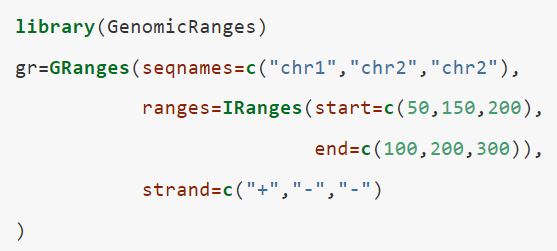 library(GenomicRanges)
gr=GRanges(seqnames=c("chr1","chr2","chr2"),
ranges=IRanges(start=c(50,150,200),
end=c(100,200,300)),
strand=c("+","-","-")
)